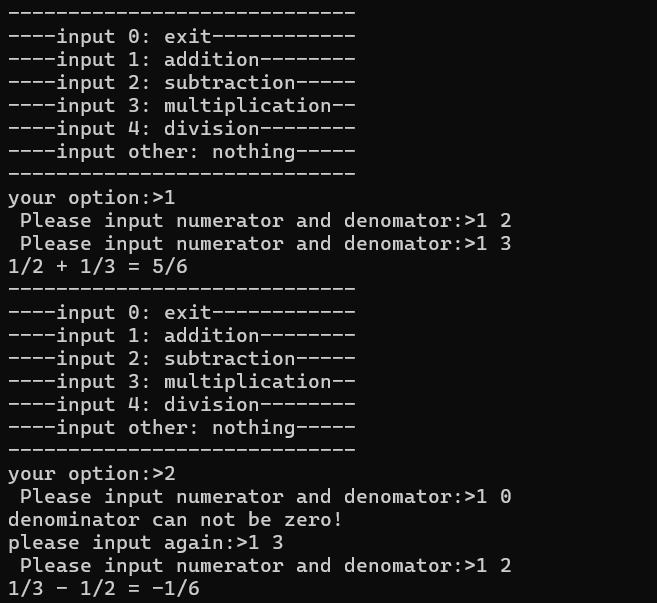 -----------------------------
----input 0: exit------------
----input 1: addition--------
----input 2: subtraction-----
----input 3: multiplication--
----input 4: division--------
----input other: nothing-----
-----------------------------
your option:>1
 Please input numerator and denomator:>1 2
 Please input numerator and denomator:>1 3
1/2 + 1/3 = 5/6
-----------------------------
----input 0: exit------------
----input 1: addition--------
----input 2: subtraction-----
----input 3: multiplication--
----input 4: division--------
----input other: nothing-----
-----------------------------
your option:>2
 Please input numerator and denomator:>1 0
denominator can not be zero!
please input again:>1 3
 Please input numerator and denomator:>1 2
1/3 - 1/2 = -1/6